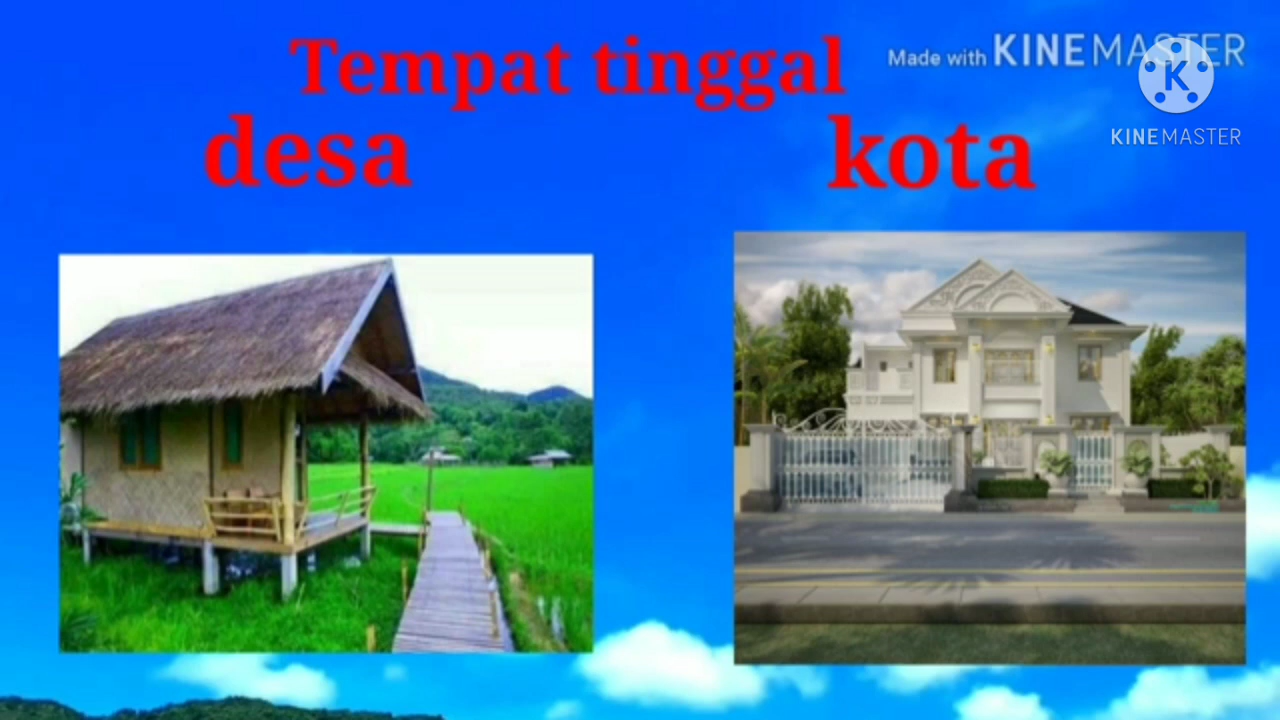 Tempat tinggal
Made with KINEMASTER
desa
kota
K
KINEMASTER